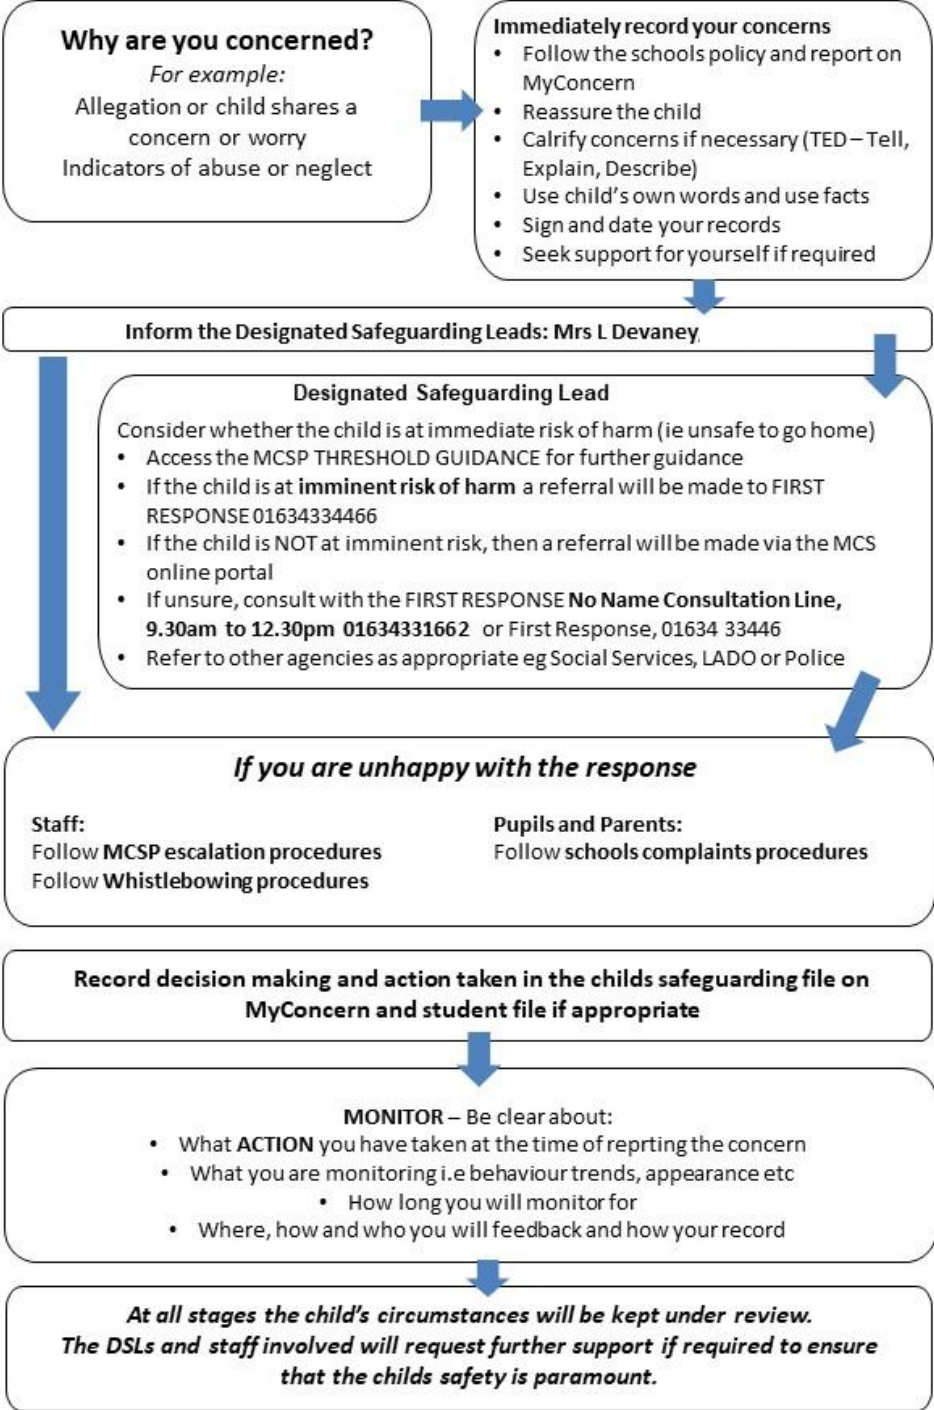 Why are you concerned?
For example:
Allegation or child shares a
concern or worry
Indicators of abuse or neglect
Immediately record your concerns
• Follow the schools policy and report on
MyConcern
• Reassure the child
• Calrify concerns if necessary (TED – Tell,
Explain, Describe)
• Use child's own words and use facts
• Sign and date your records
• Seek support for yourself if required
Inform the Designated Safeguarding Leads: Mrs L Devaney
Designated Safeguarding Lead
Consider whether the child is at immediate risk of harm (ie unsafe to go home)
• Access the MCSP THRESHOLD GUIDANCE for further guidance
• If the child is at imminent risk of harm a referral will be made to FIRST
RESPONSE 01634334466
• If the child is NOT at imminent risk, then a referral will be made via the MCS
online portal
• If unsure, consult with the FIRST RESPONSE No Name Consultation Line,
9.30am to 12.30pm 01634331662 or First Response, 01634 33446
• Refer to other agencies as appropriate eg Social Services, LADO or Police
If you are unhappy with the response
Staff:
Follow MCSP escalation procedures
Follow Whistlebowing procedures
Pupils and Parents:
Follow schools complaints procedures
Record decision making and action taken in the childs safeguarding file on
MyConcern and student file if appropriate
MONITOR – Be clear about:
• What ACTION you have taken at the time of reprting the concern
• What you are monitoring i.e behaviour trends, appearance etc
• How long you will monitor for
• Where, how and who you will feedback and how your record
At all stages the child's circumstances will be kept under review.
The DSLs and staff involved will request further support if required to ensure
that the childs safety is paramount.